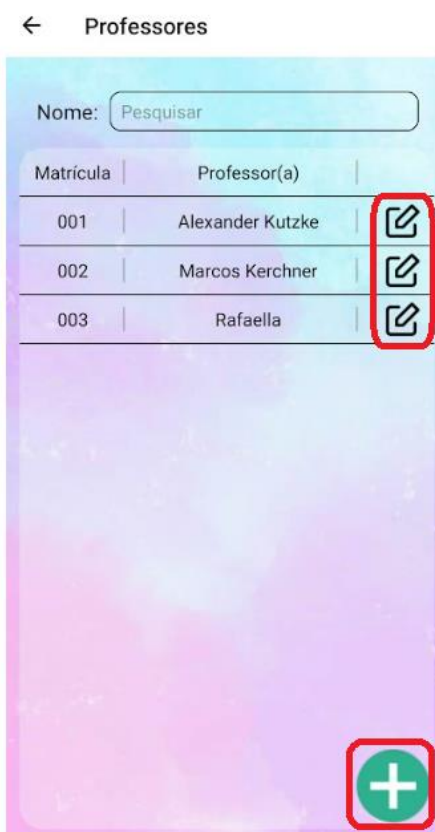 Professores
Nome: Pesquisar
Matrícula Professor(a)
001 Alexander Kutzke
002 Marcos Kerchner
003 Rafaella